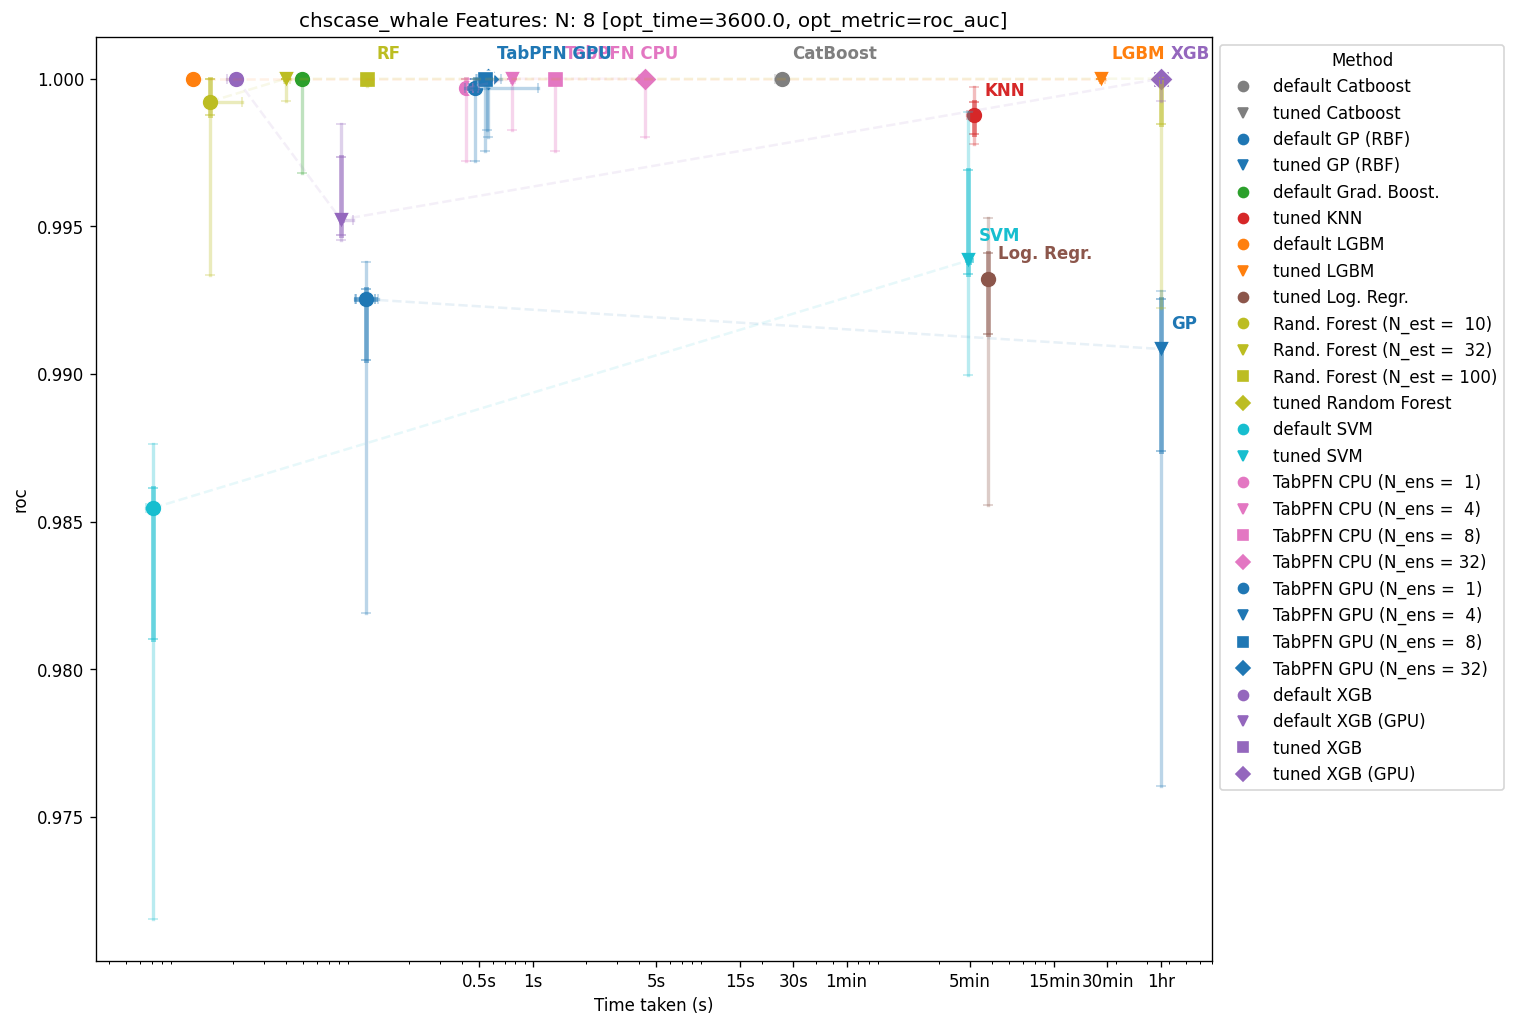 chscase_whale Features: N: 8 [opt_time=3600.0, opt_metric=roc_auc]
RF
TabPFN GPU
TabPFN CPU
CatBoost
LGBM
XGB
KNN
SVM
Log. Regr.
GP
1.000
0.995
0.990
0.985
0.980
0.975
roc
0.5s
1s
5s
15s
30s
1min
5min
15min
30min
1hr
Time taken (s)
Method
default Catboost
tuned Catboost
default GP (RBF)
tuned GP (RBF)
default Grad. Boost.
tuned KNN
default LGBM
tuned LGBM
tuned Log. Regr.
Rand. Forest (N_est =  10)
Rand. Forest (N_est =  32)
Rand. Forest (N_est = 100)
tuned Random Forest
default SVM
tuned SVM
TabPFN CPU (N_ens =  1)
TabPFN CPU (N_ens =  4)
TabPFN CPU (N_ens =  8)
TabPFN CPU (N_ens = 32)
TabPFN GPU (N_ens =  1)
TabPFN GPU (N_ens =  4)
TabPFN GPU (N_ens =  8)
TabPFN GPU (N_ens = 32)
default XGB
default XGB (GPU)
tuned XGB
tuned XGB (GPU)